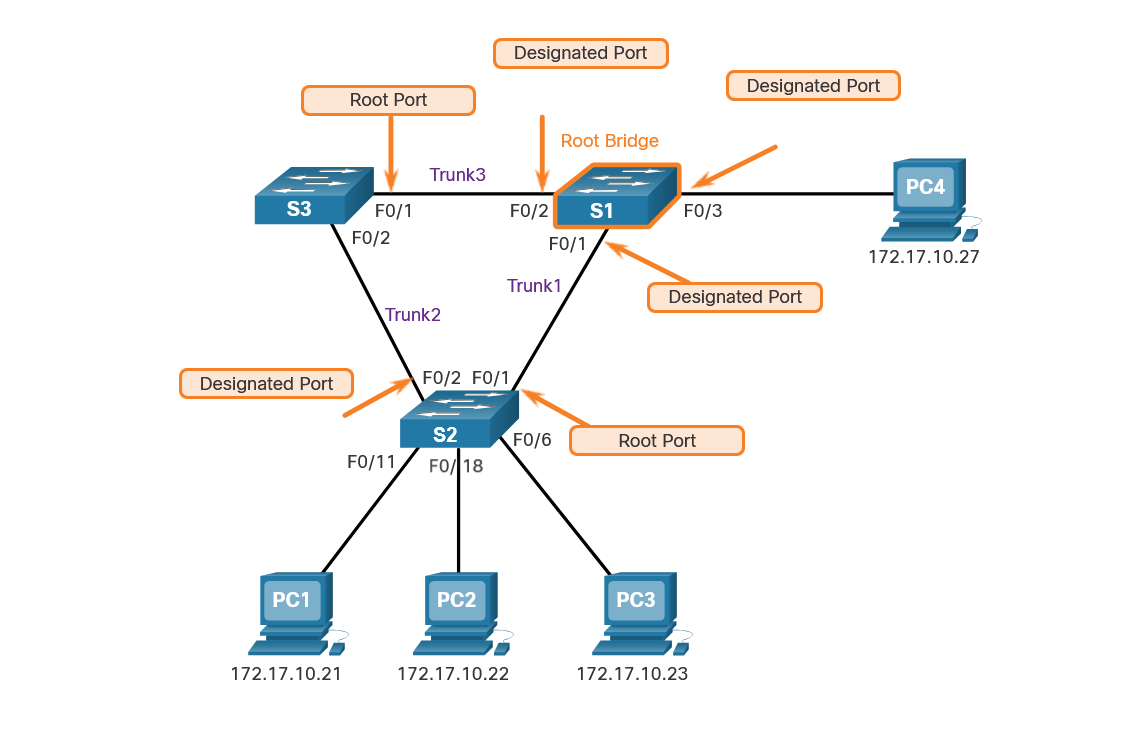 Designated Port
Designated Port
Root Port
Root Bridge
Trunk3
PC4
S3
F0/1
F0/2
S1
F0/3
F0/2
F0/1
172.17.10.27
Trunk1
Designated Port
Trunk2
Designated Port
F0/2
F0/1
S2
F0/6
Root Port
F0/11
F0/18
PC1
PC2
PC3
172.17.10.21
172.17.10.22
172.17.10.23